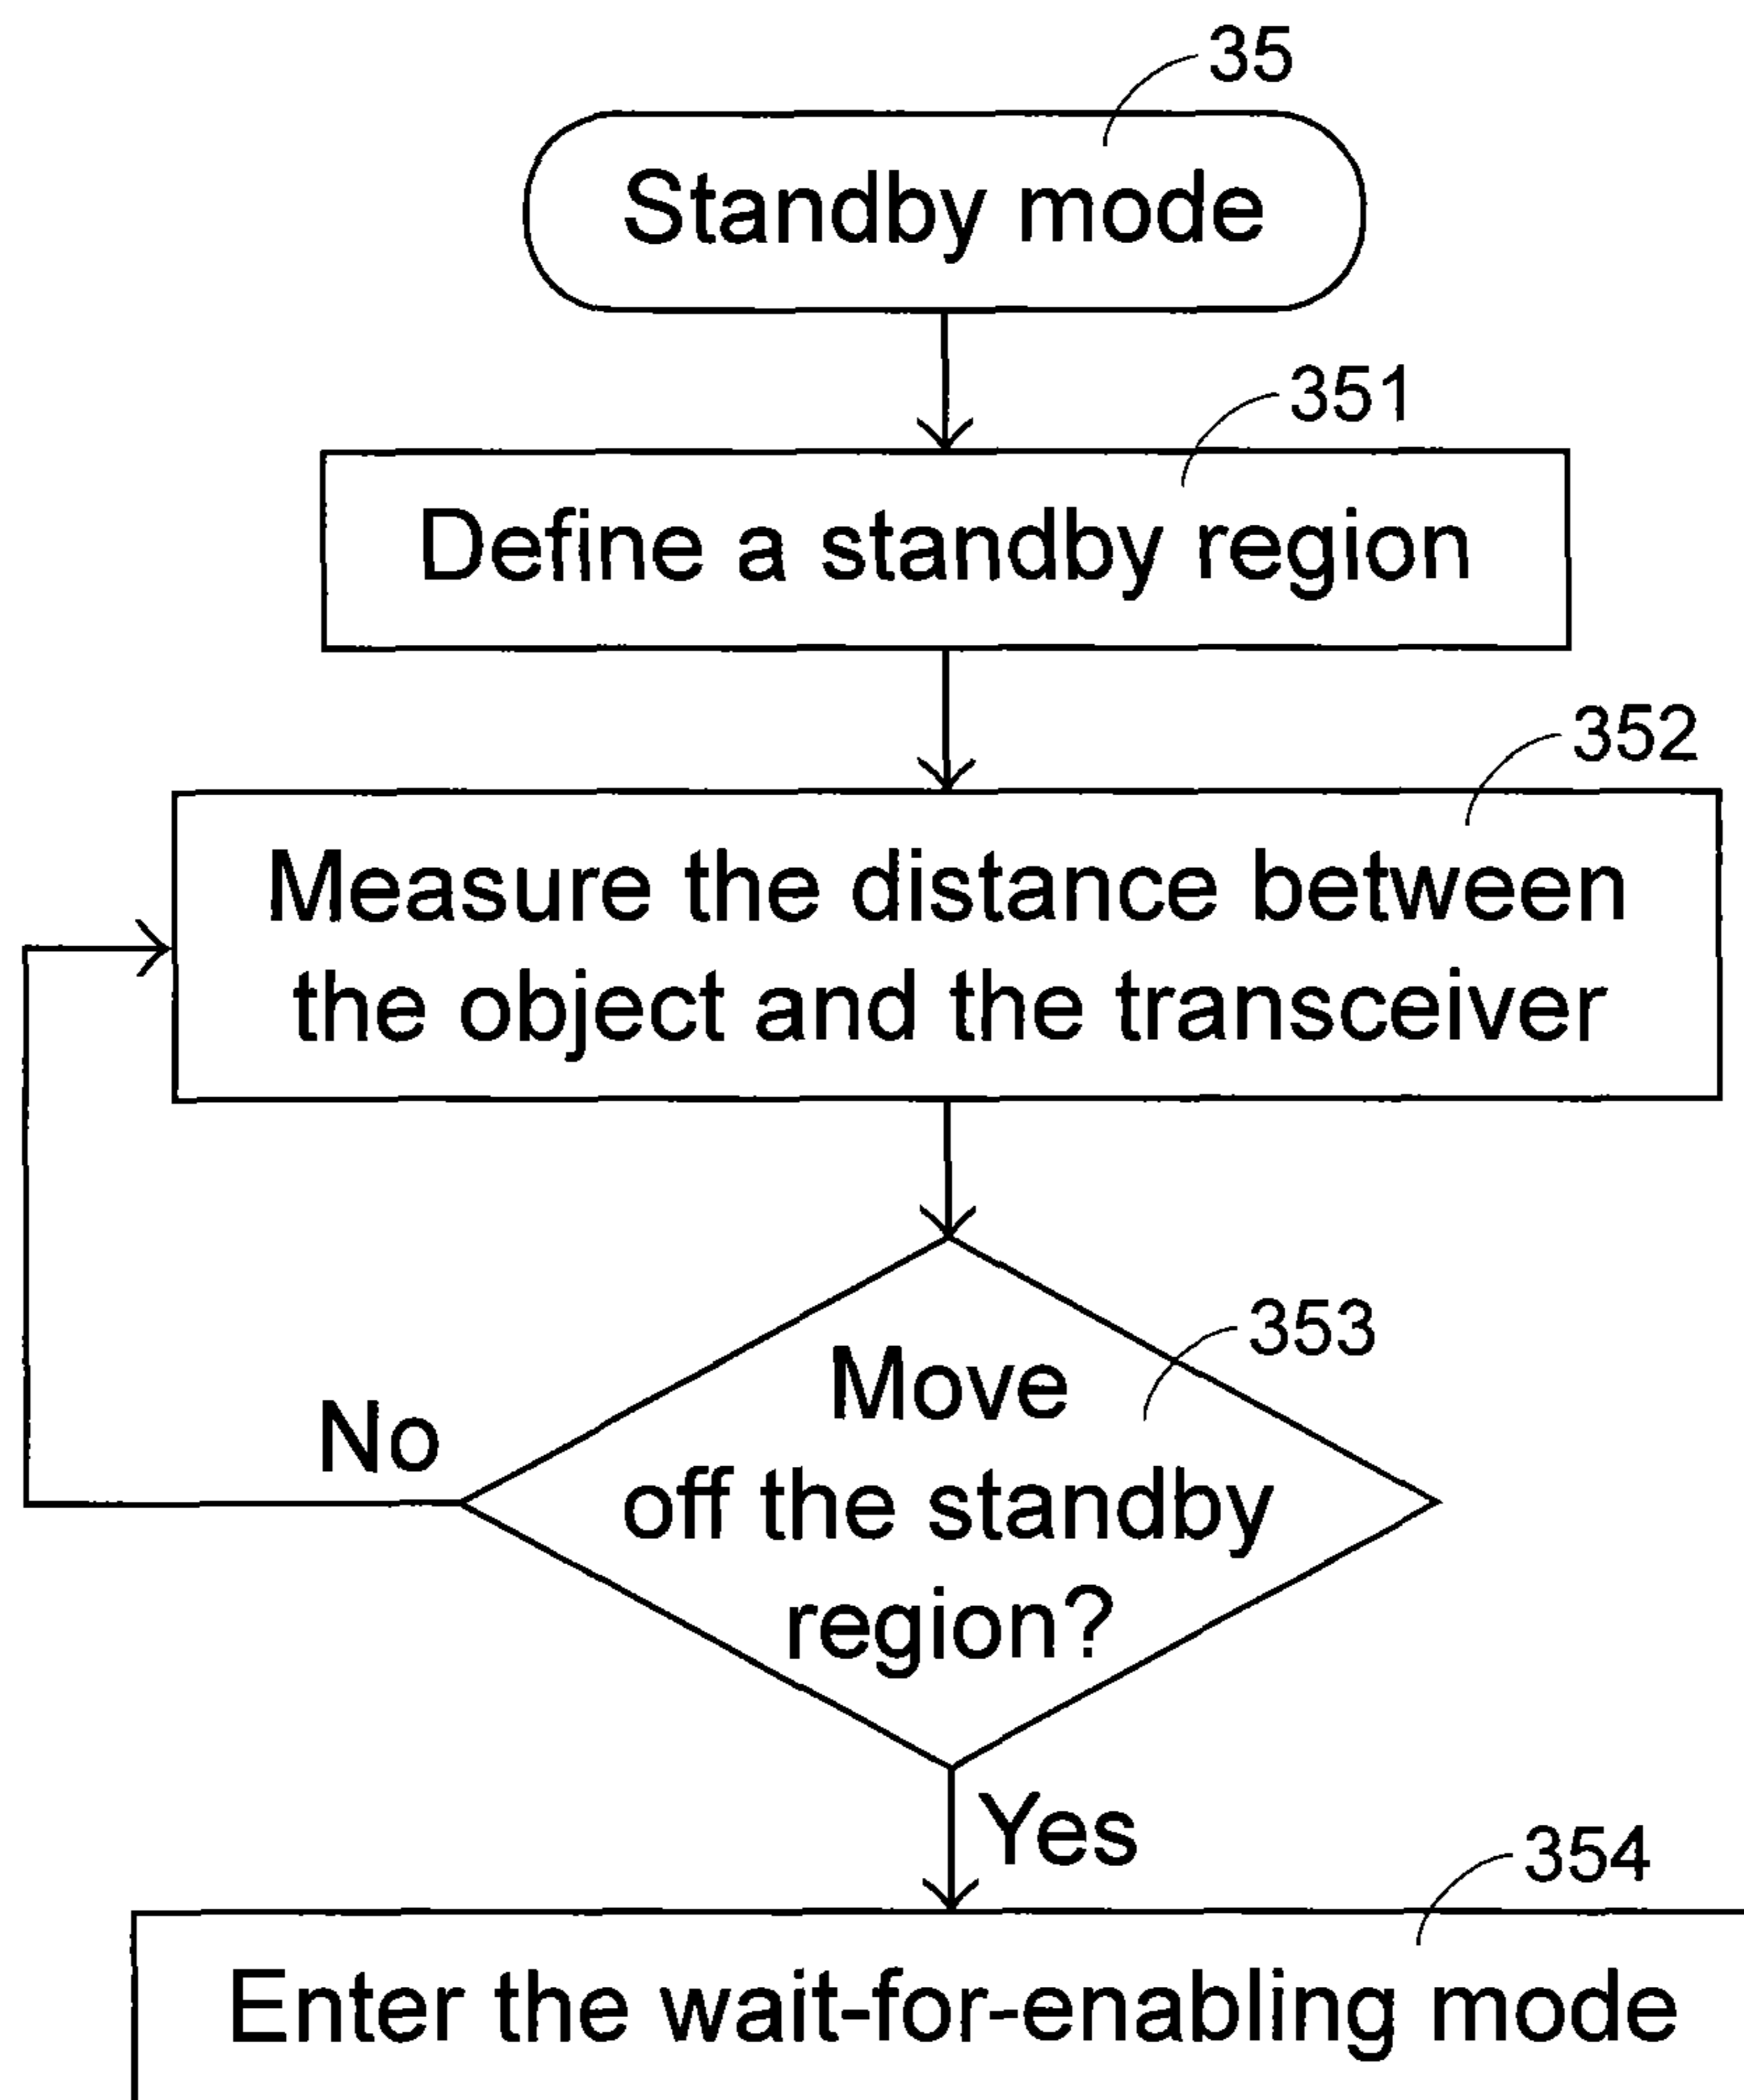 35
Standby mode
351
Define a standby region
352
Measure the distance between
the object and the transceiver
353
Move
off the standby
region?
No
Yes
354
Enter the wait-for-enabling mode